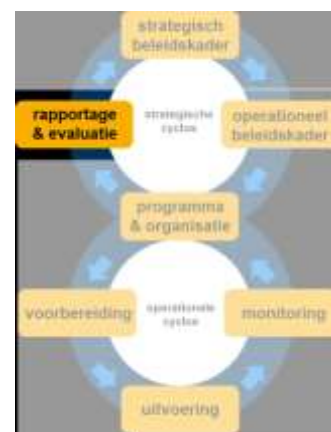 strategisch
beleidskader
rapportage
& evaluatie
strategische
cyclus
operationeel
beleidskader
programma
& organisatie
voorbereiding
operationele
cyclus
monitoring
uitvoering